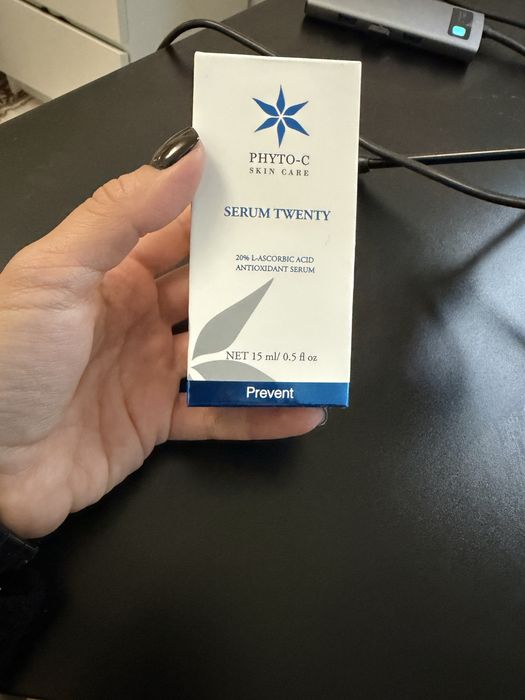 PHYTO-C
SKIN CARE
SERUM TWENTY
20% L-ASCORBIC ACID
ANTIOXIDANT SERUM
NET 15 ml/ 0.5 fl oz
Prevent